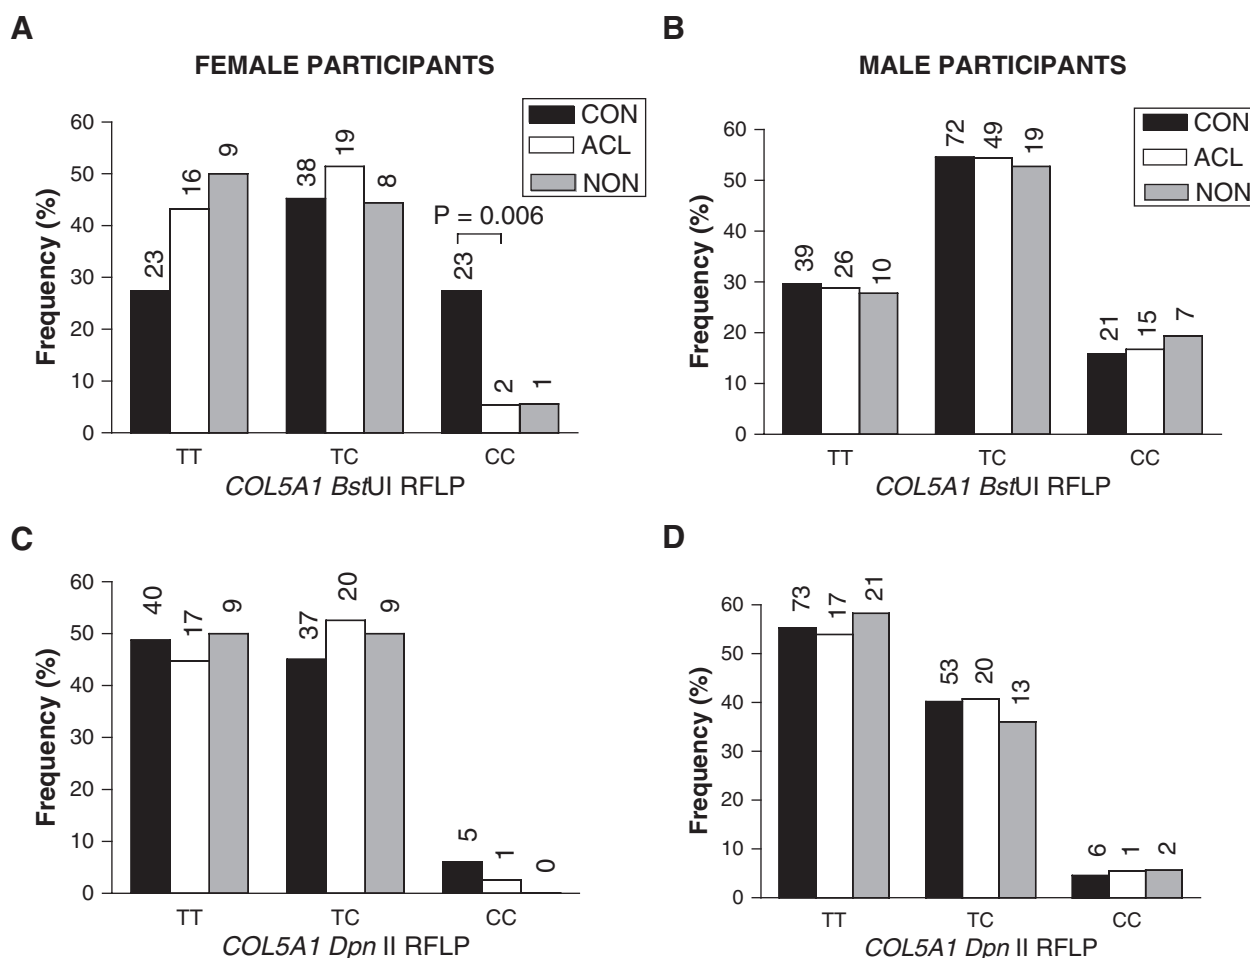 A
FEMALE PARTICIPANTS
CON
ACL
NON
P = 0.006
Frequency (%)
60
50
40
30
20
10
0
23
16
9
38
19
8
23
2
1
TT TC CC
COL5A1 BstUI RFLP
B
MALE PARTICIPANTS
CON
ACL
NON
Frequency (%)
60
50
40
30
20
10
0
39
26
10
72
49
19
21
15
7
TT TC CC
COL5A1 BstUI RFLP
C
Frequency (%)
60
50
40
30
20
10
0
40
17
9
37
20
9
5
1
0
TT TC CC
COL5A1 Dpn II RFLP
D
Frequency (%)
60
50
40
30
20
10
0
73
17
21
53
20
13
6
1
2
TT TC CC
COL5A1 Dpn II RFLP